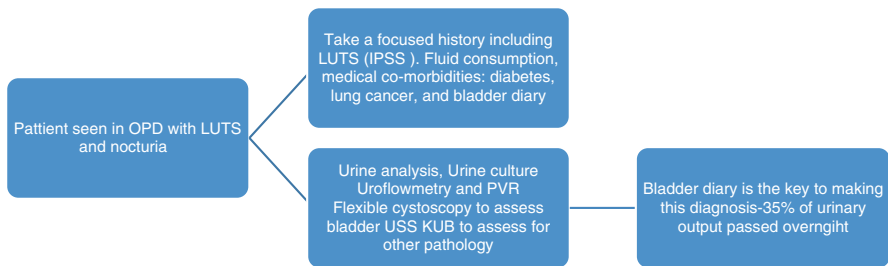 Pattient seen in OPD with LUTS
and nocturia
Take a focused history including
LUTS (IPSS ). Fluid consumption,
medical co-morbidities: diabetes,
lung cancer, and bladder diary
Urine analysis, Urine culture
Uroflowmetry and PVR
Flexible cystoscopy to assess
bladder USS KUB to assess for
other pathology
Bladder diary is the key to making
this diagnosis-35% of urinary
output passed overngiht